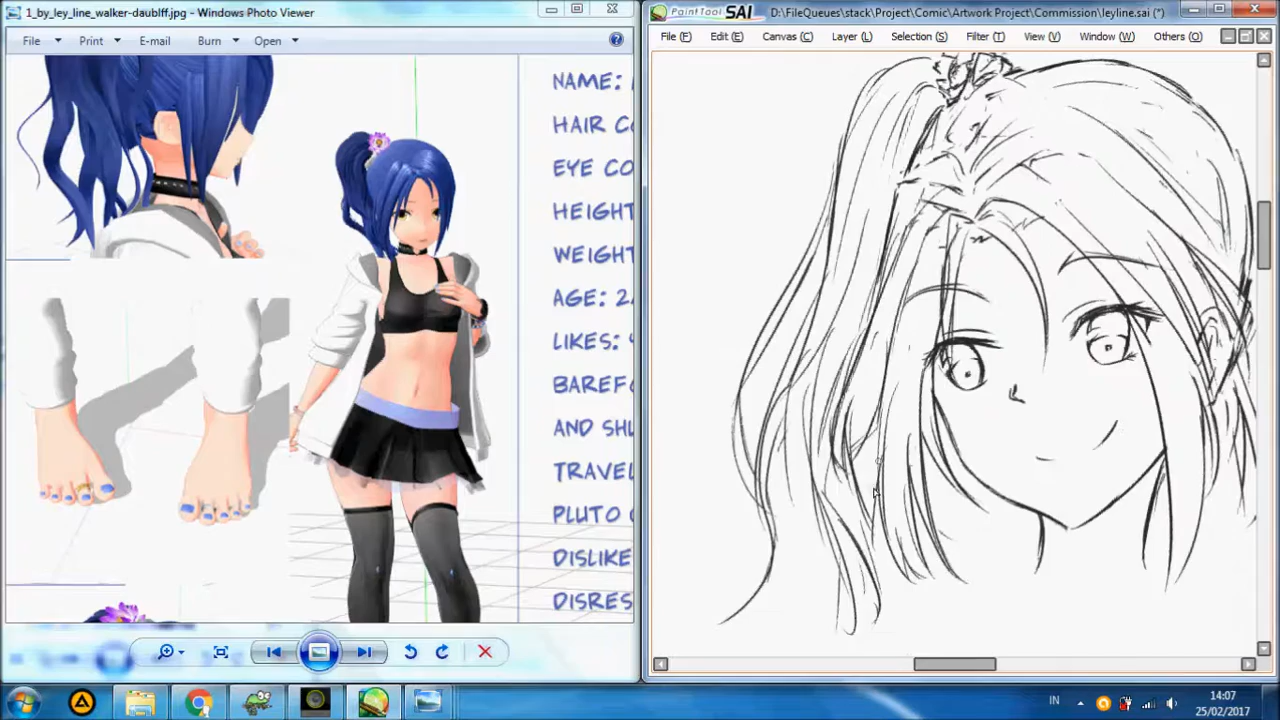 1_by_ley_line_walker-daublff.jpg - Windows Photo Viewer
File Print E-mail Burn Open
NAME:
HAIR CO
EYE CO
HEIGHT
WEIGHT
AGE: 2
LIKES:
BAREF
AND SHU
TRAVEL
PLUTO
DISLIKE
DISRES
PaintTool SAI D:\FileQueues\stack\Project\Comic\Artwork Project\Commission\leyline.sai (*)
File (F) Edit (E) Canvas (C) Layer (L) Selection (S) Filter (T) View (V) Window (W) Others (O)
IN
14:07
25/02/2017